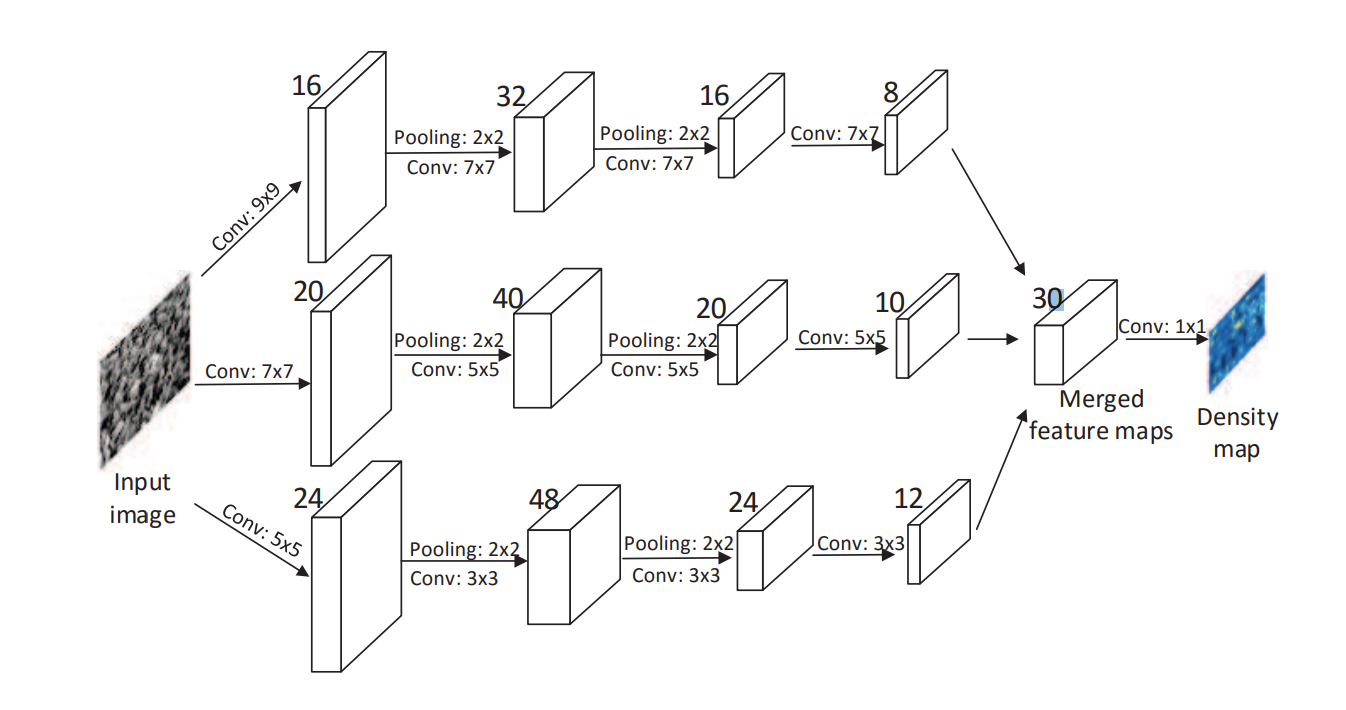 16
32
16
8
Pooling: 2x2
Conv: 7x7
Pooling: 2x2
Conv: 7x7
Conv: 7x7
Conv: 9x9
20
40
20
10
30
Conv: 7x7
Pooling: 2x2
Conv: 5x5
Pooling: 2x2
Conv: 5x5
Conv: 5x5
Conv: 1x1
Merged
feature maps
Density
map
Input
image
24
48
24
12
Conv: 5x5
Pooling: 2x2
Conv: 3x3
Pooling: 2x2
Conv: 3x3
Conv: 3x3